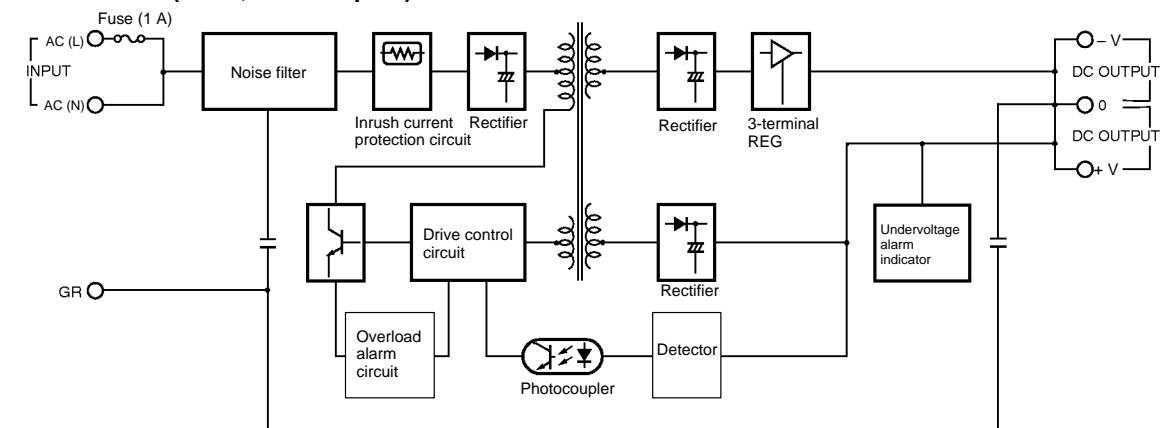 Fuse (1 A)
AC (L)
INPUT
AC (N)
Noise filter
Inrush current
protection circuit
Rectifier
Rectifier
3-terminal
REG
– V
DC OUTPUT
0
DC OUTPUT
+ V
Drive control
circuit
Undervoltage
alarm
indicator
GR
Rectifier
Overload
alarm
circuit
Detector
Photocoupler